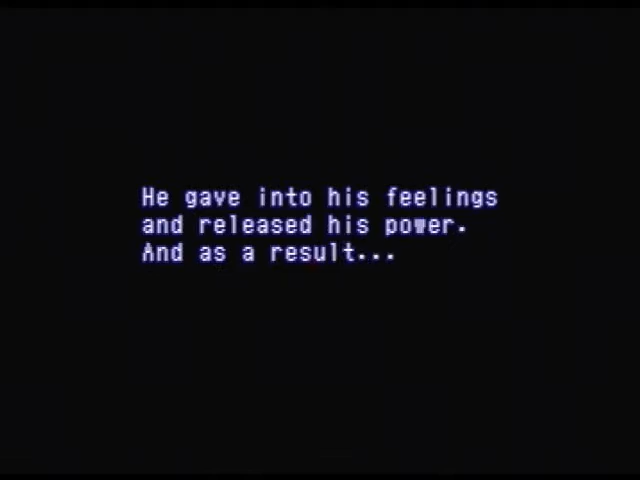 He gave into his feelings
and released his power.
And as a result...